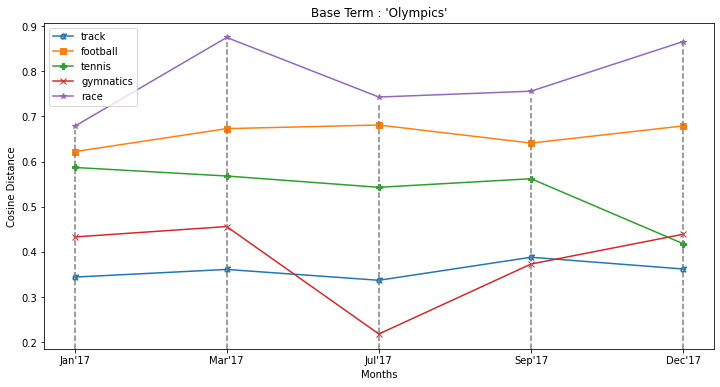 Base Term : 'Olympics'
track
football
tennis
gymnatics
race
0.9
0.8
0.7
0.6
0.5
0.4
0.3
0.2
Cosine Distance
Jan'17 Mar'17 Jul'17 Sep'17 Dec'17
Months